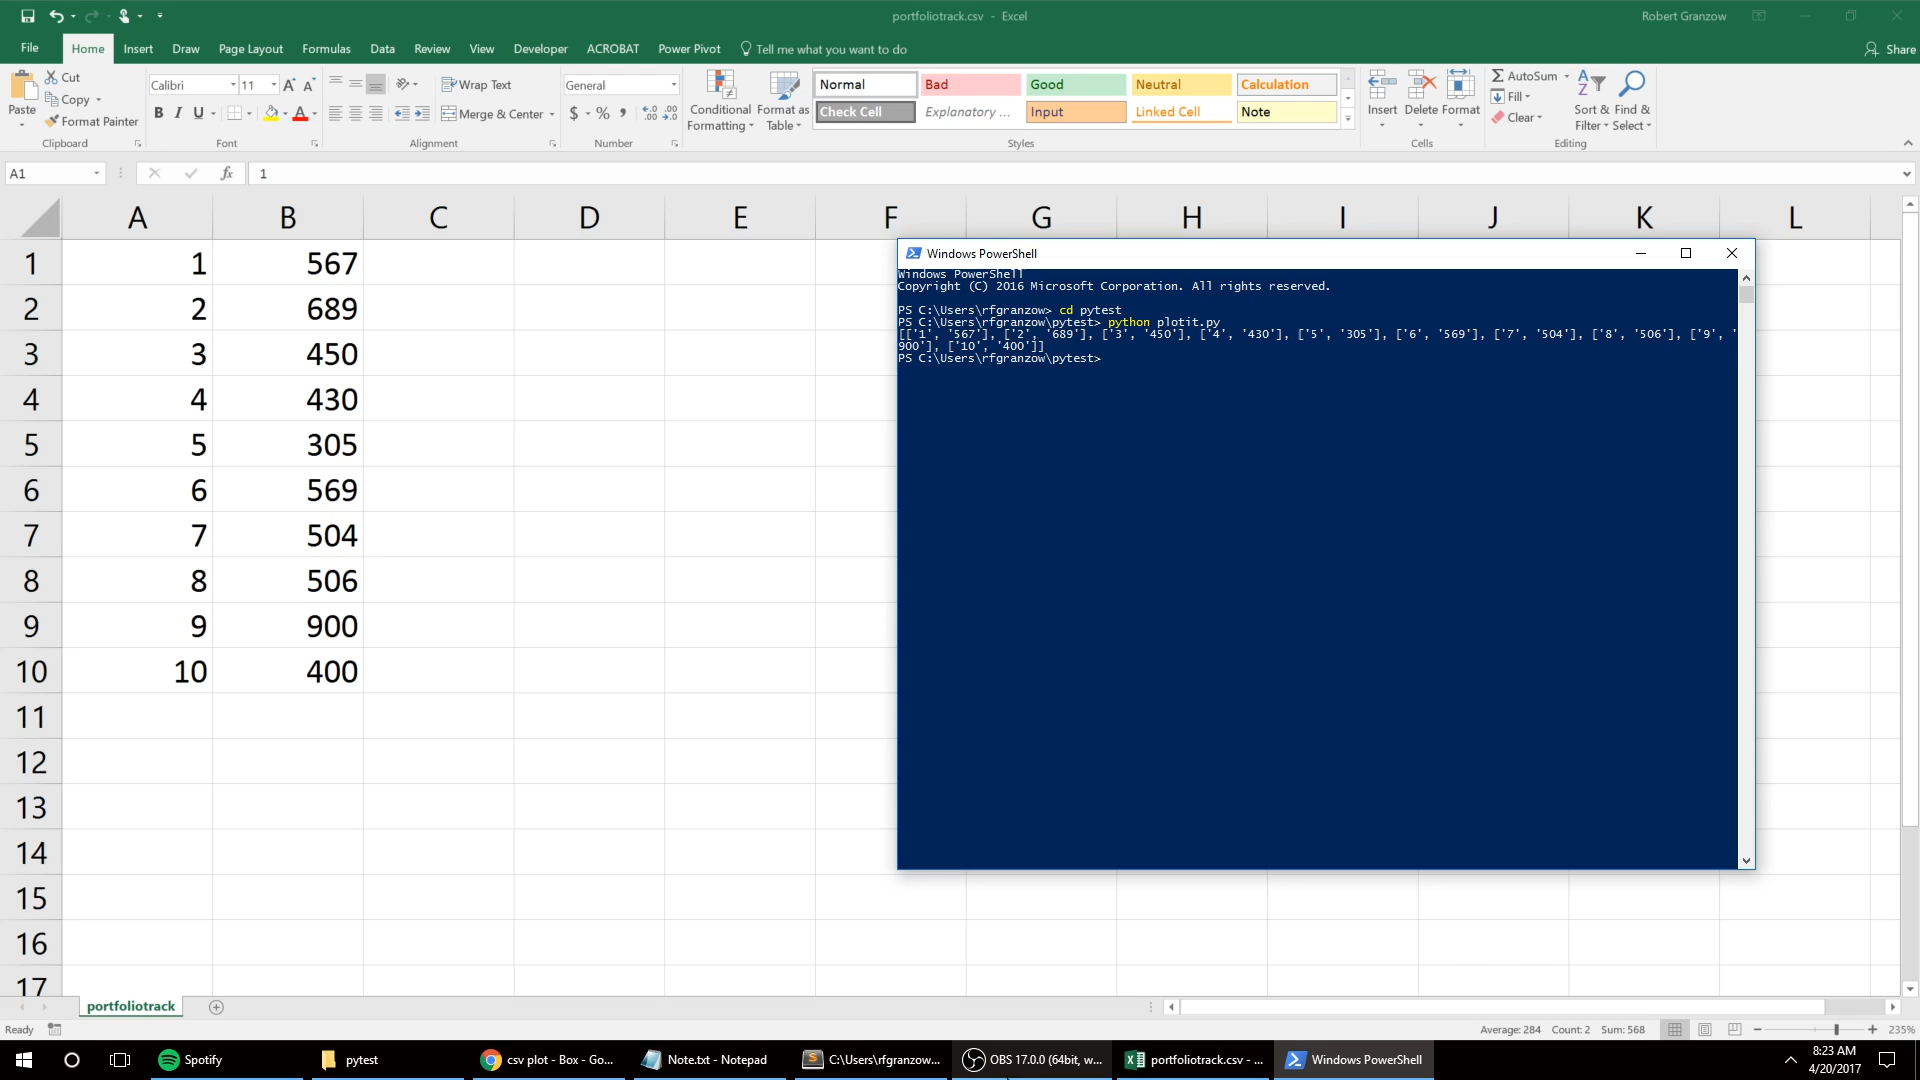 portfoliotrack.csv - Excel
Robert Granzow
File Home Insert Draw Page Layout Formulas Data Review View Developer ACROBAT Power Pivot Tell me what you want to do
Share
Paste
Cut
Copy
Format Painter
Clipboard
Calibri 11
B I U
Font
Wrap Text
Merge & Center
Alignment
General
$ % ,
Number
Conditional Formatting
Format as Table
Normal Bad Good Neutral Calculation
Check Cell Explanatory ... Input Linked Cell Note
Styles
Insert Delete Format
Cells
AutoSum
Fill
Clear
Sort & Filter
Find & Select
Editing
A1
fx
1
A B C D E F G H I J K L
1 1 567
2 2 689
3 3 450
4 4 430
5 5 305
6 6 569
7 7 504
8 8 506
9 9 900
10 10 400
11
12
13
14
15
16
17
Windows PowerShell
Windows PowerShell
Copyright (C) 2016 Microsoft Corporation. All rights reserved.
PS C:\Users\rfgranzow> cd pytest
PS C:\Users\rfgranzow\pytest> python plotit.py
[['1', '567'], ['2', '689'], ['3', '450'], ['4', '430'], ['5', '305'], ['6', '569'], ['7', '504'], ['8', '506'], ['9', '
900'], ['10', '400']]
PS C:\Users\rfgranzow\pytest>
portfoliotrack
Ready
Average: 284 Count: 2 Sum: 568
235%
Spotify
pytest
csv plot - Box - Go...
Note.txt - Notepad
C:\Users\rfgranzow...
OBS 17.0.0 (64bit, w...
portfoliotrack.csv - ...
Windows PowerShell
8:23 AM
4/20/2017